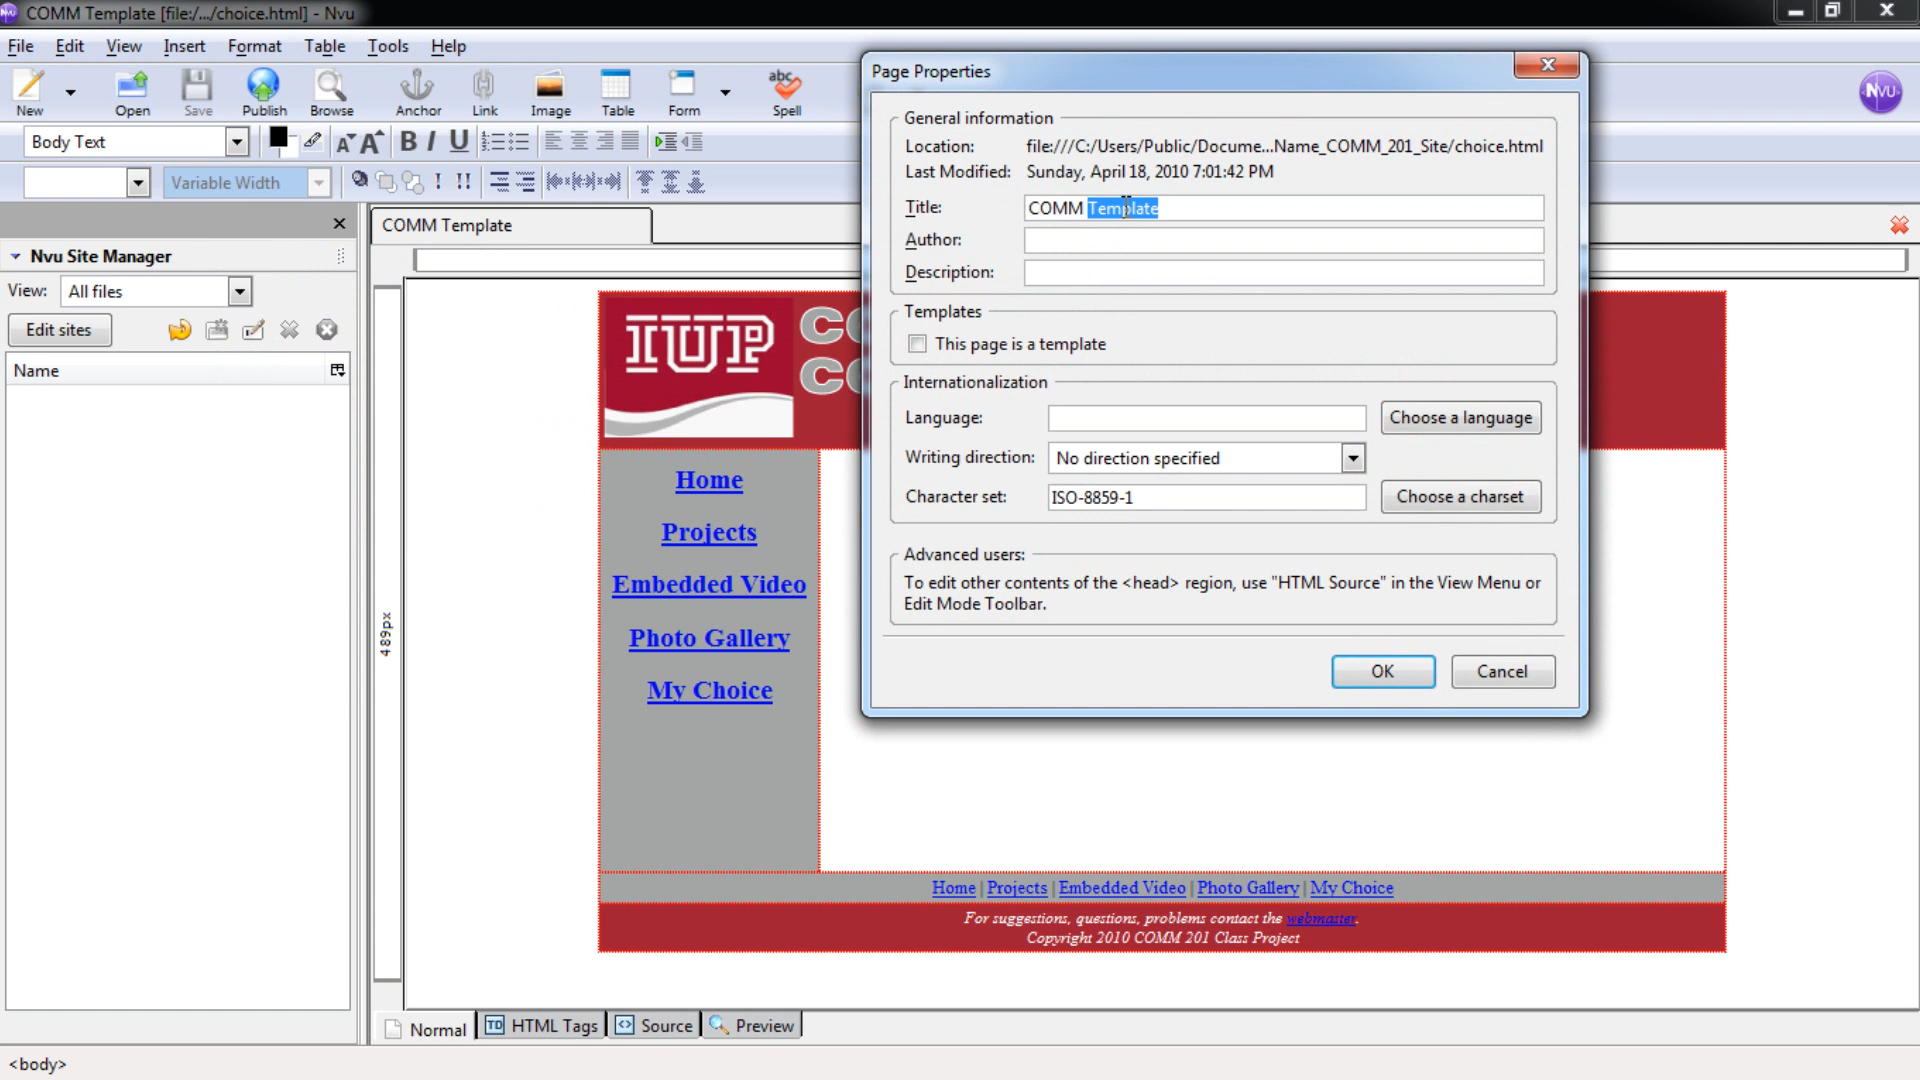 COMM Template [file:/.../choice.html] - Nvu
File Edit View Insert Format Table Tools Help
New Open Save Publish Browse Anchor Link Image Table Form abc Spell
NVU
Body Text A A B I U
Variable Width ! !!
COMM Template
Nvu Site Manager
View: All files
Edit sites
Name
489px
IUP
Home
Projects
Embedded Video
Photo Gallery
My Choice
Home | Projects | Embedded Video | Photo Gallery | My Choice
For suggestions, questions, problems contact the webmaster.
Copyright 2010 COMM 201 Class Project
Page Properties
General information
Location: file:///C:/Users/Public/Docume...Name_COMM_201_Site/choice.html
Last Modified: Sunday, April 18, 2010 7:01:42 PM
Title: COMM Template
Author:
Description:
Templates
This page is a template
Internationalization
Language: Choose a language
Writing direction: No direction specified
Character set: ISO-8859-1 Choose a charset
Advanced users:
To edit other contents of the <head> region, use "HTML Source" in the View Menu or
Edit Mode Toolbar.
OK Cancel
Normal TD HTML Tags Source Preview
<body>